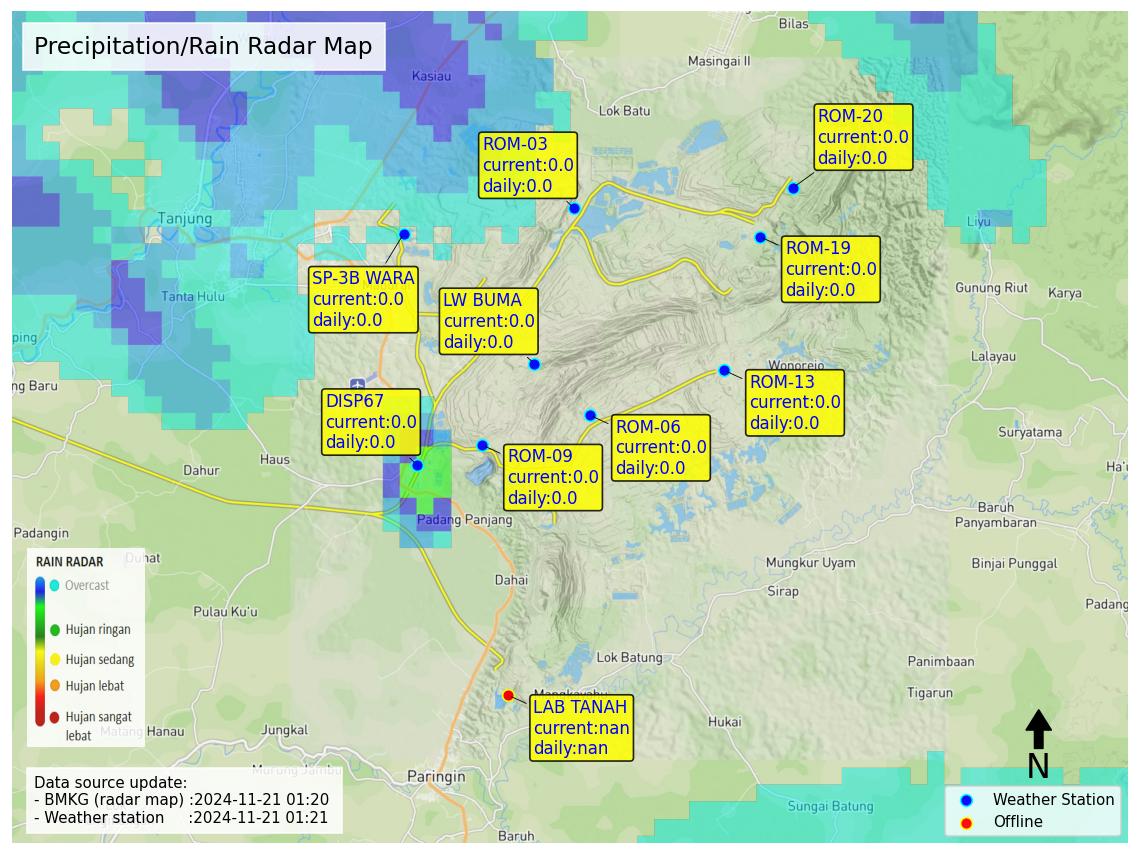 Precipitation/Rain Radar Map
Bilas
Masingai II
Kasiau
Lok Batu
ROM-20
current:0.0
daily:0.0
ROM-03
current:0.0
daily:0.0
Tanjung
Liyu
ROM-19
current:0.0
daily:0.0
SP-3B WARA
current:0.0
daily:0.0
Tanta Hulu
LW BUMA
current:0.0
daily:0.0
Gunung Riut
Karya
ping
Lalayau
Wonorejo
ng Baru
ROM-13
current:0.0
daily:0.0
DISP67
current:0.0
daily:0.0
ROM-06
current:0.0
daily:0.0
Suryatama
ROM-09
current:0.0
daily:0.0
Haus
Dahur
Ha'u
Padang Panjang
Baruh
Panyambaran
Padangin
Duhat
Mungkur Uyam
Binjai Punggal
RAIN RADAR
Overcast
Hujan ringan
Hujan sedang
Hujan lebat
Hujan sangat
lebat
Dahai
Sirap
Padang
Pulau Ku'u
Lok Batung
Panimbaan
Tigarun
LAB TANAH
current:nan
daily:nan
Hukai
Matang Hanau
Jungkal
Murung Jambu
Paringin
N
Data source update:
- BMKG (radar map) :2024-11-21 01:20
- Weather station :2024-11-21 01:21
Sungai Batung
Weather Station
Offline
Baruh